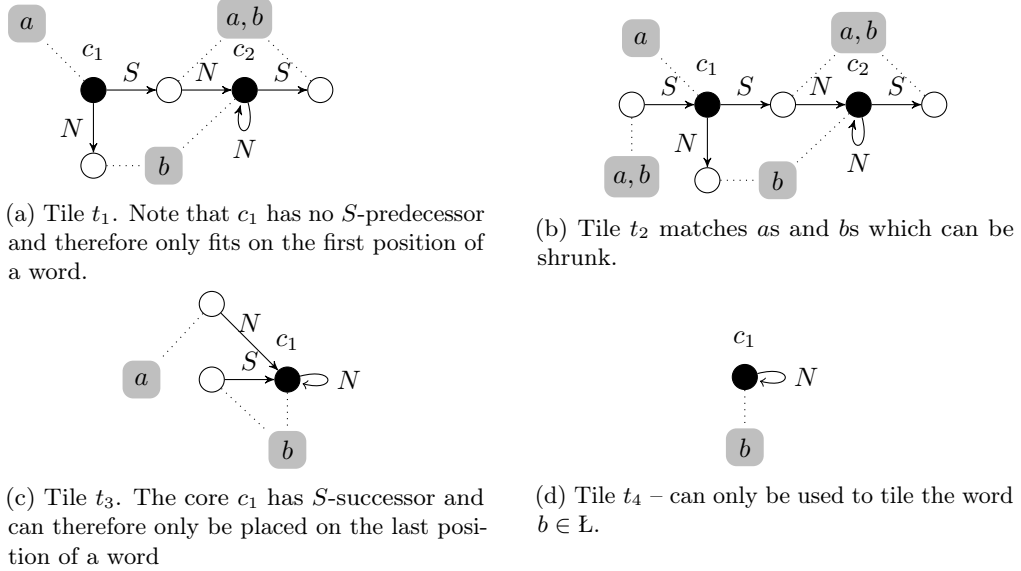 a
a, b
c₁
c₂
S
N
S
N
N
b
(a) Tile t₁. Note that c₁ has no S-predecessor
and therefore only fits on the first position of
a word.
a
a, b
c₁
c₂
S
S
N
S
N
N
a, b
b
(b) Tile t₂ matches as and bs which can be
shrunk.
N
c₁
S
N
a
b
(c) Tile t₃. The core c₁ has S-successor and
can therefore only be placed on the last posi-
tion of a word
c₁
N
b
(d) Tile t₄ – can only be used to tile the word
b ∈ Ł.